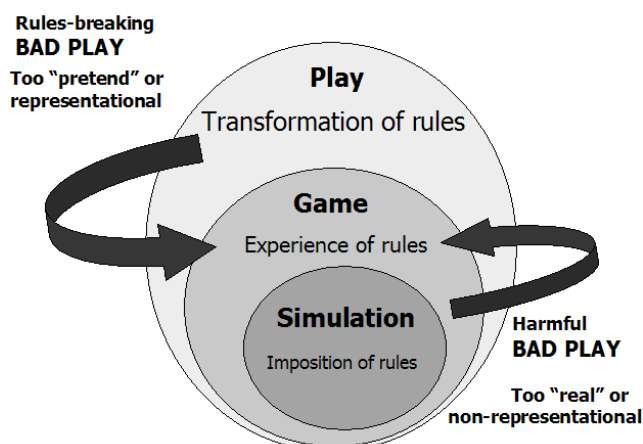 Rules-breaking
BAD PLAY
Too “pretend” or
representational
Play
Transformation of rules
Game
Experience of rules
Simulation
Imposition of rules
Harmful
BAD PLAY
Too “real” or
non-representational